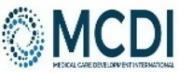 MCDI
MEDICAL CARE DEVELOPMENT INTERNATIONAL